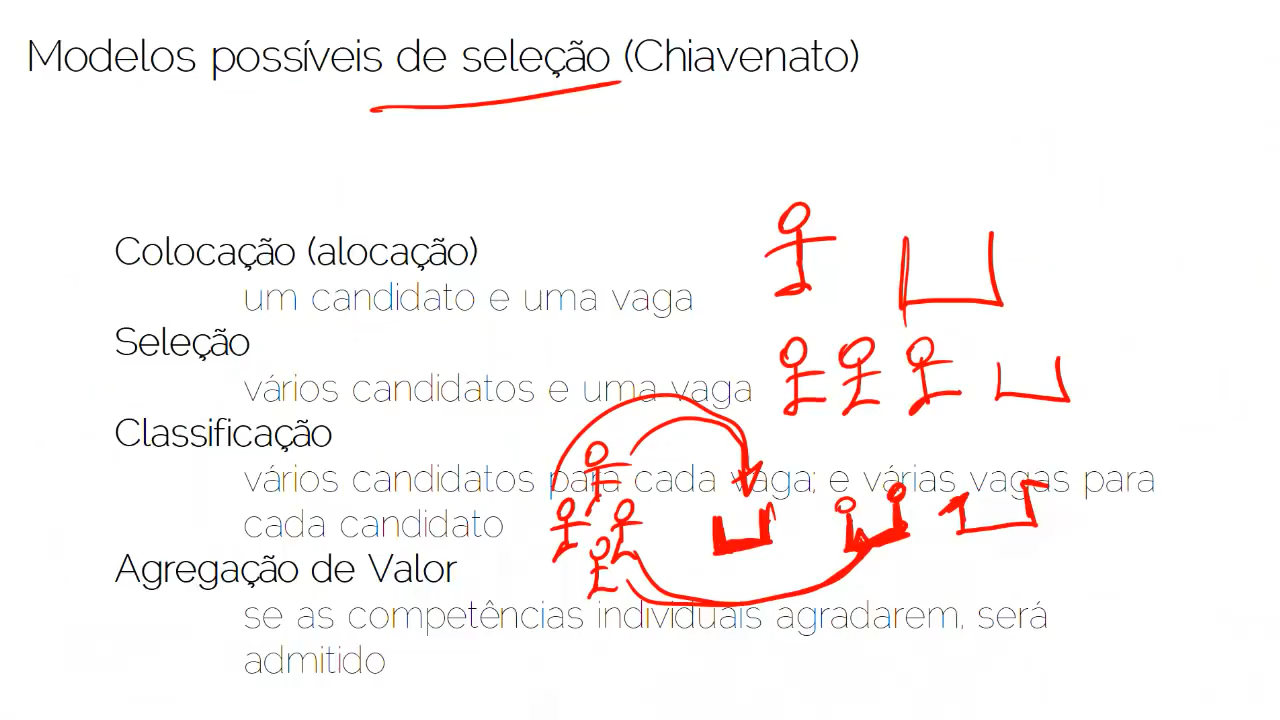 Modelos possíveis de seleção (Chiavenato)
Colocação (alocação)
um candidato e uma vaga
Seleção
vários candidatos e uma vaga
Classificação
vários candidatos para cada vaga; e várias vagas para
cada candidato
Agregação de Valor
se as competências individuais agradarem, será
admitido